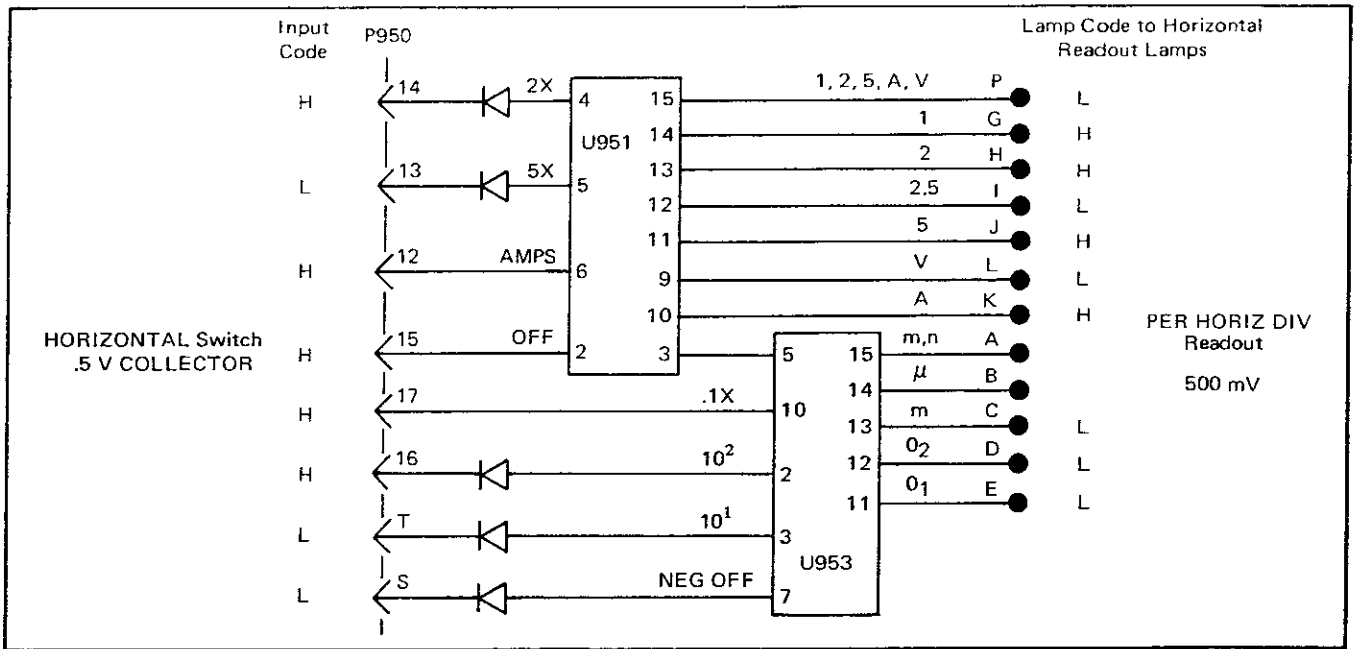 Input Code
P950
Lamp Code to Horizontal Readout Lamps
H 14 2X 4 15 1, 2, 5, A, V P L
U951
14 1 G H
13 2 H H
L 13 5X 5
12 2.5 I L
11 5 J H
H 12 AMPS 6
9 V L L
10 A K H
HORIZONTAL Switch
.5 V COLLECTOR
PER HORIZ DIV
Readout
500 mV
H 15 OFF 2 3 5 15 m,n A
14 μ B
H 17 .1X 10
13 m C L
H 16 10² 2
12 0₂ D L
11 0₁ E L
L T 10¹ 3
U953
L S NEG OFF 7